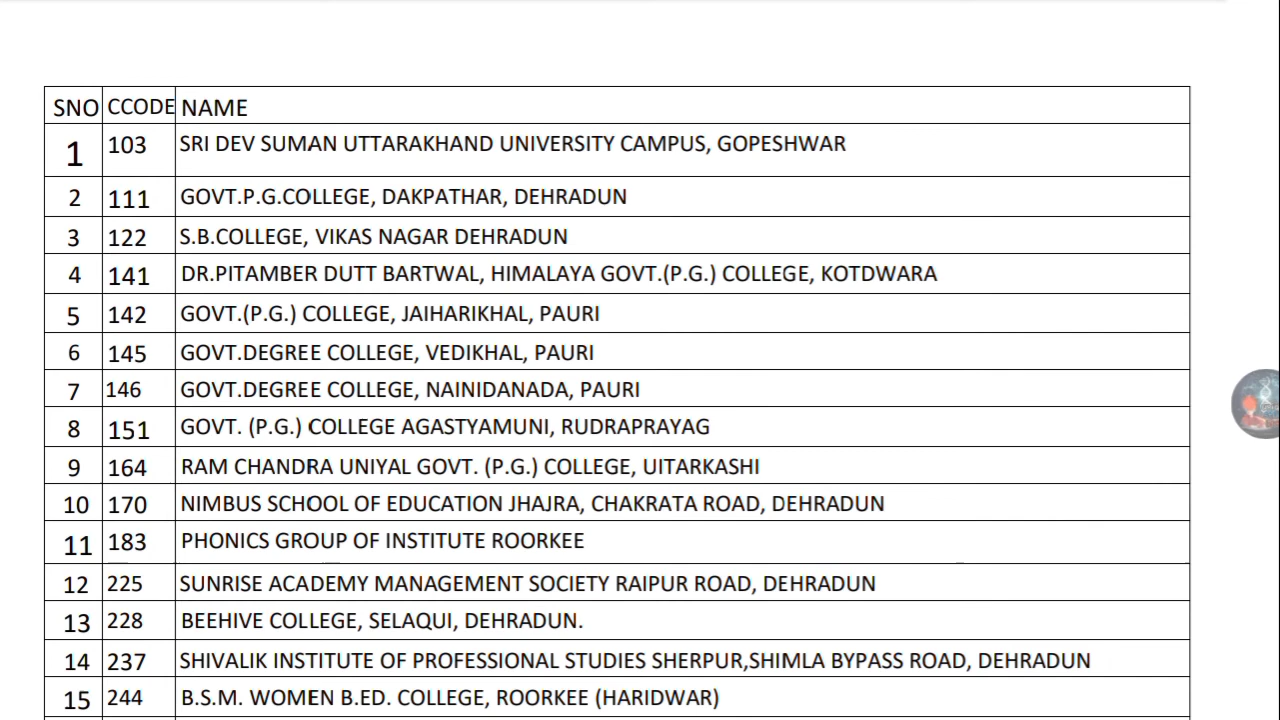 SNO CCODE NAME
1 103 SRI DEV SUMAN UTTARAKHAND UNIVERSITY CAMPUS, GOPESHWAR
2 111 GOVT.P.G.COLLEGE, DAKPATHAR, DEHRADUN
3 122 S.B.COLLEGE, VIKAS NAGAR DEHRADUN
4 141 DR.PITAMBER DUTT BARTWAL, HIMALAYA GOVT.(P.G.) COLLEGE, KOTDWARA
5 142 GOVT.(P.G.) COLLEGE, JAIHARIKHAL, PAURI
6 145 GOVT.DEGREE COLLEGE, VEDIKHAL, PAURI
7 146 GOVT.DEGREE COLLEGE, NAINIDANADA, PAURI
8 151 GOVT. (P.G.) COLLEGE AGASTYAMUNI, RUDRAPRAYAG
9 164 RAM CHANDRA UNIYAL GOVT. (P.G.) COLLEGE, UITARKASHI
10 170 NIMBUS SCHOOL OF EDUCATION JHAJRA, CHAKRATA ROAD, DEHRADUN
11 183 PHONICS GROUP OF INSTITUTE ROORKEE
12 225 SUNRISE ACADEMY MANAGEMENT SOCIETY RAIPUR ROAD, DEHRADUN
13 228 BEEHIVE COLLEGE, SELAQUI, DEHRADUN.
14 237 SHIVALIK INSTITUTE OF PROFESSIONAL STUDIES SHERPUR,SHIMLA BYPASS ROAD, DEHRADUN
15 244 B.S.M. WOMEN B.ED. COLLEGE, ROORKEE (HARIDWAR)